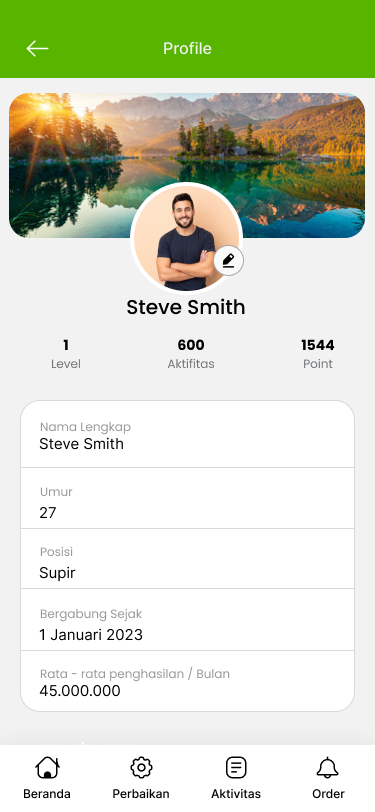 Profile
Steve Smith
1 600 1544
Level Aktifitas Point
Nama Lengkap
Steve Smith
Umur
27
Posisi
Supir
Bergabung Sejak
1 Januari 2023
Rata - rata penghasilan / Bulan
45.000.000
Beranda Perbaikan Aktivitas Order